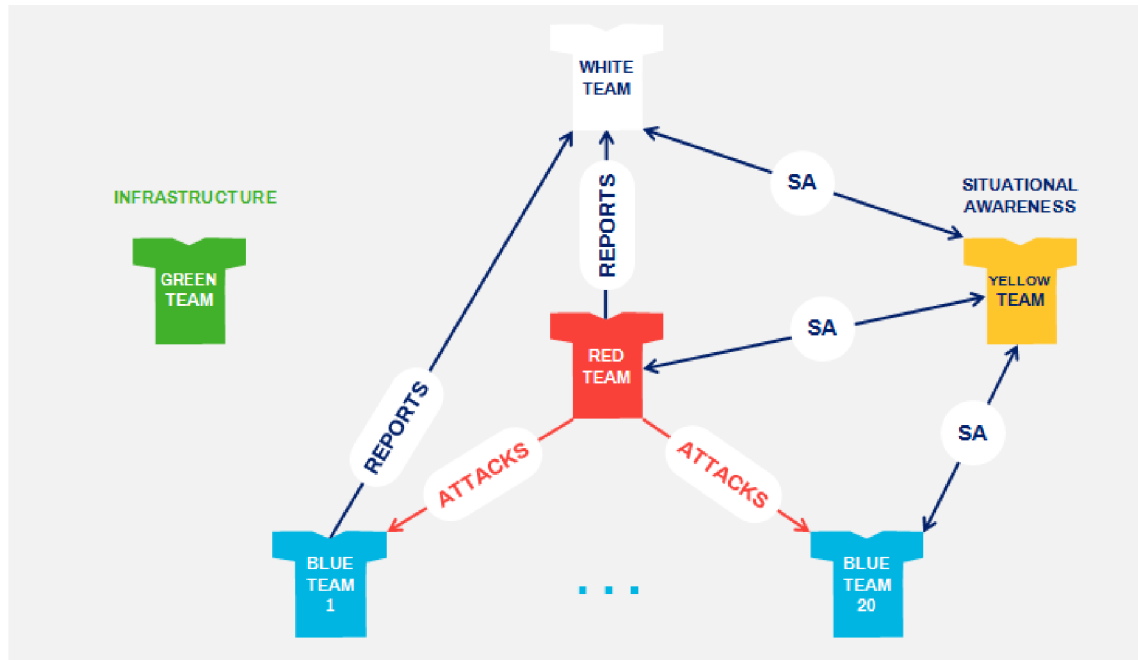 WHITE
TEAM
SA
INFRASTRUCTURE
SITUATIONAL
AWARENESS
REPORTS
GREEN
TEAM
YELLOW
TEAM
SA
RED
TEAM
REPORTS
SA
ATTACKS
ATTACKS
BLUE
TEAM
1
. . .
BLUE
TEAM
20